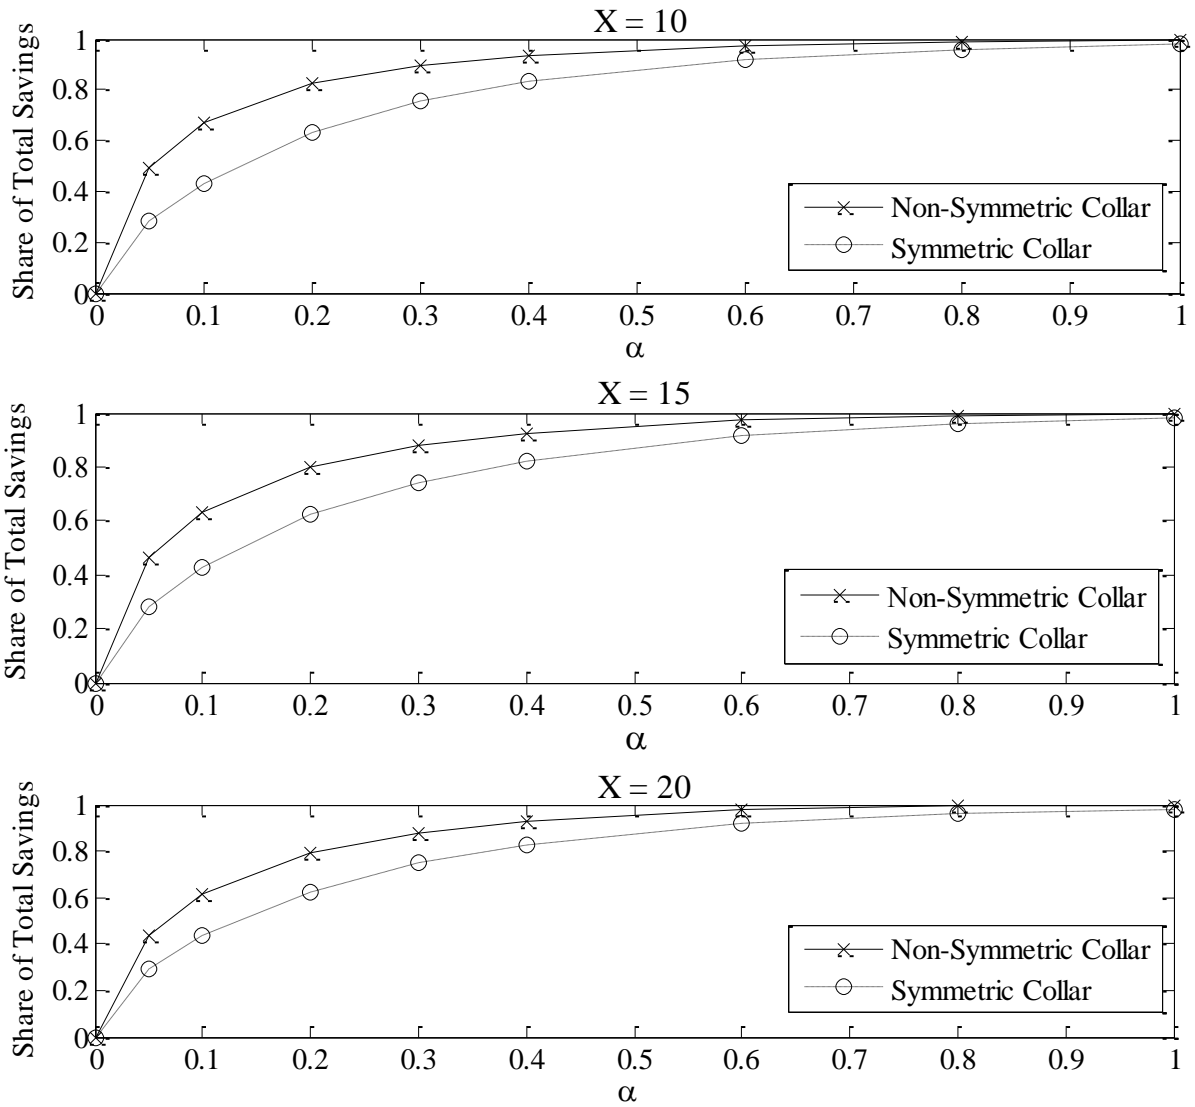 X = 10
Share of Total Savings
1
0.8
0.6
0.4
0.2
0
Non-Symmetric Collar
Symmetric Collar
0 0.1 0.2 0.3 0.4 0.5 0.6 0.7 0.8 0.9 1
α
X = 15
Share of Total Savings
1
0.8
0.6
0.4
0.2
0
Non-Symmetric Collar
Symmetric Collar
0 0.1 0.2 0.3 0.4 0.5 0.6 0.7 0.8 0.9 1
α
X = 20
Share of Total Savings
1
0.8
0.6
0.4
0.2
0
Non-Symmetric Collar
Symmetric Collar
0 0.1 0.2 0.3 0.4 0.5 0.6 0.7 0.8 0.9 1
α